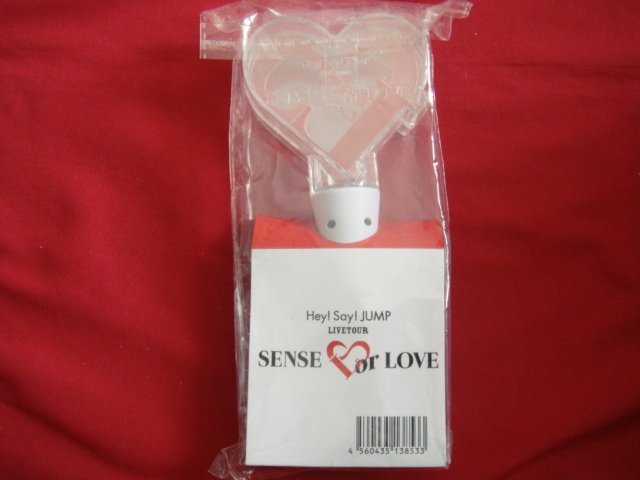 Hey! Say! JUMP
LIVETOUR
SENSE or LOVE
4 560435 138533